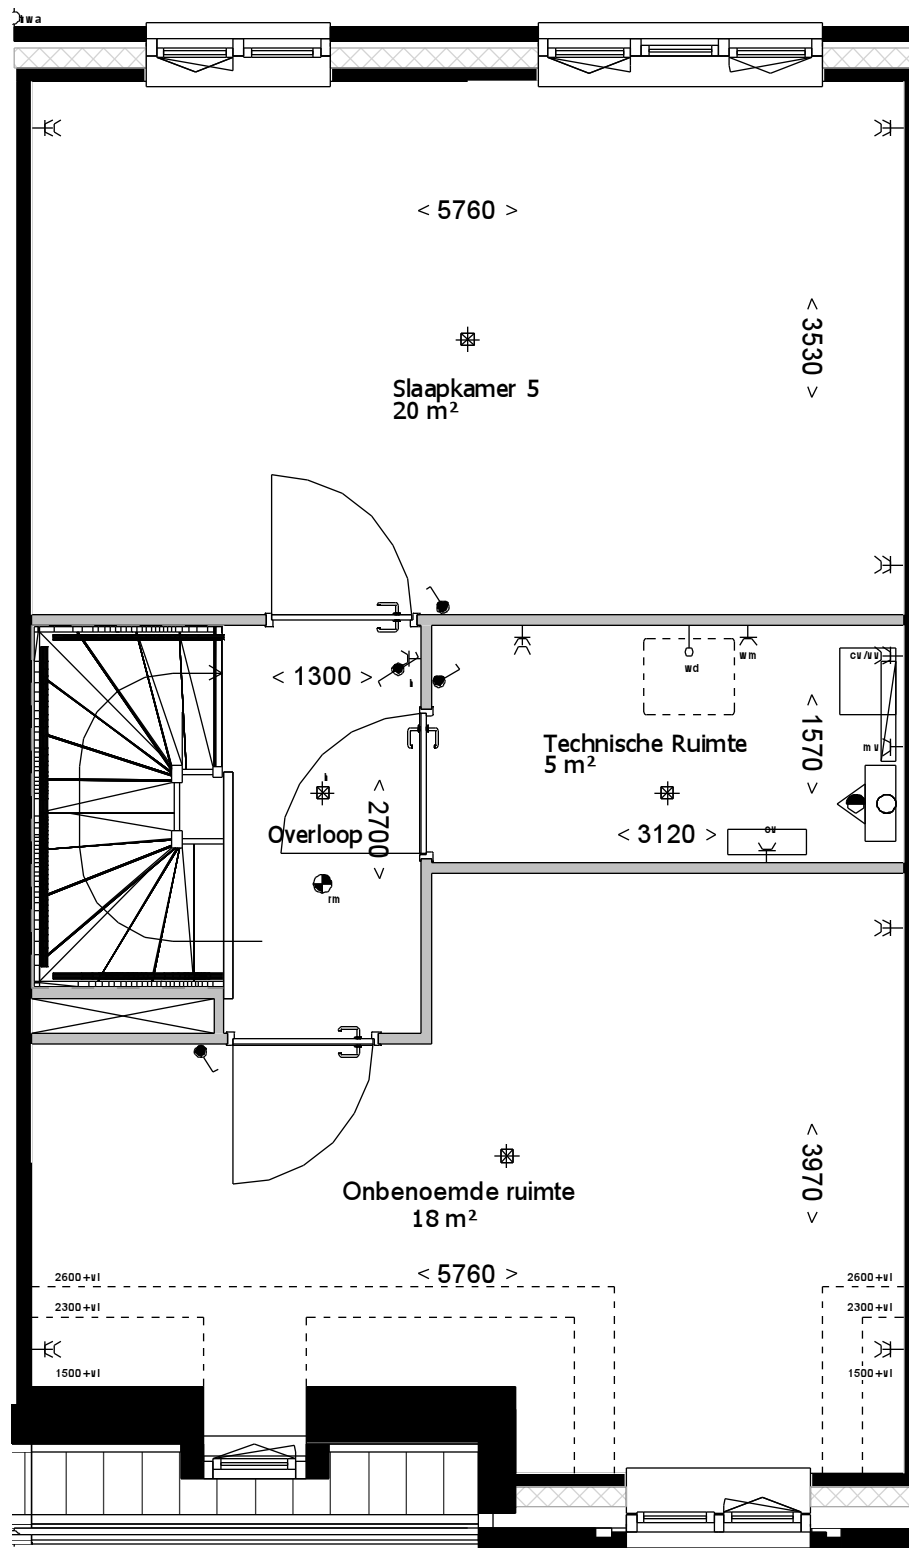 hwa
< 5760 >
< 3530 >
Slaapkamer 5
20 m²
< 1300 >
wd
wm
cv/vv
Technische Ruimte
5 m²
< 1570 >
mv
< 2700 >
Overloop
< 3120 >
ov
rm
< 3970 >
Onbenoemde ruimte
18 m²
< 5760 >
2600+vl
2600+vl
2300+vl
2300+vl
1500+vl
1500+vl